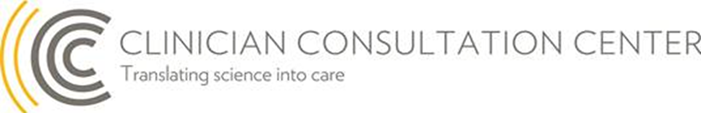 CLINICIAN CONSULTATION CENTER
Translating science into care